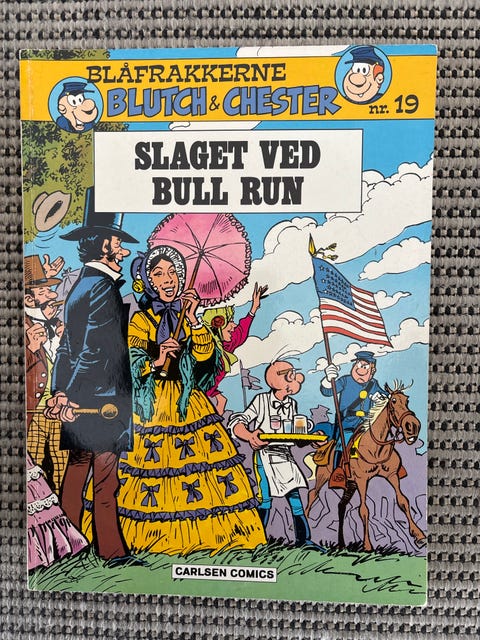 BLÅFRAKKERNE
BLUTCH & CHESTER
nr. 19
SLAGET VED
BULL RUN
CARLSEN COMICS